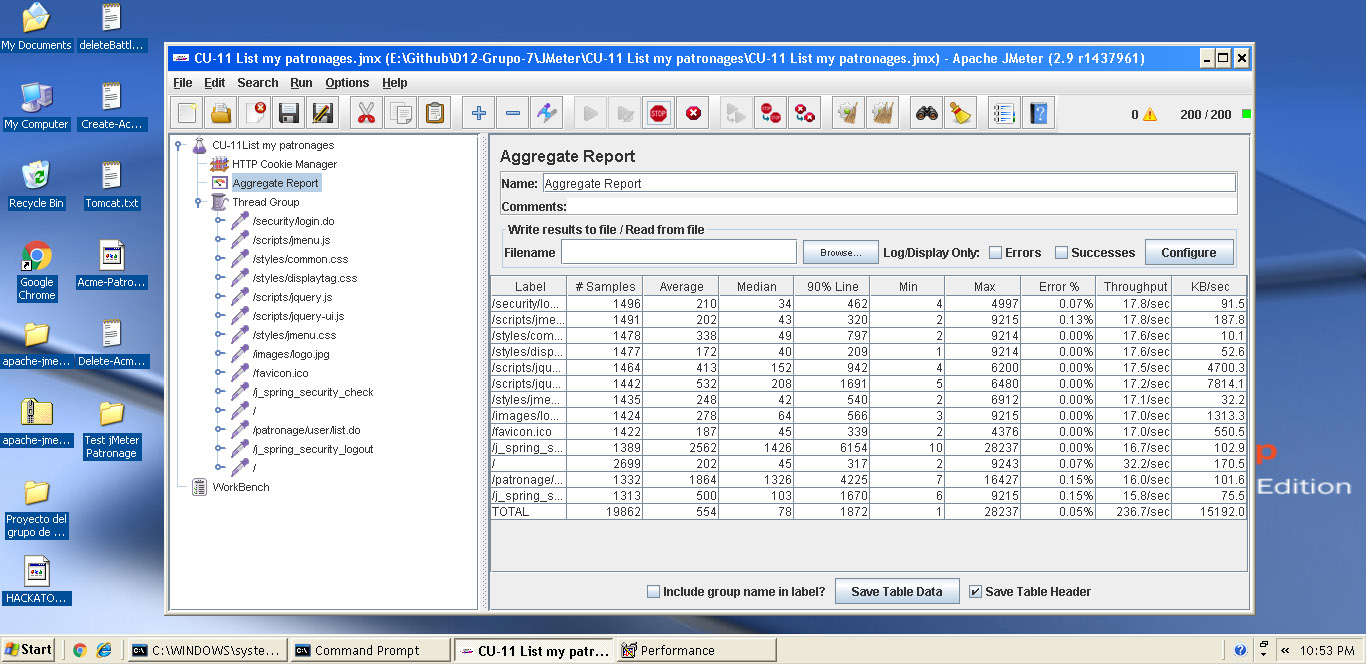 My Documents
deleteBattl...
My Computer
Create-Ac...
Recycle Bin
Tomcat.txt
Google
Chrome
Acme-Patro...
apache-jme...
Delete-Acm...
apache-jme...
Test jMeter
Patronage
Proyecto del
grupo de ...
HACKATO...
CU-11 List my patronages.jmx (E:\Github\D12-Grupo-7\JMeter\CU-11 List my patronages\CU-11 List my patronages.jmx) - Apache JMeter (2.9 r1437961)
File Edit Search Run Options Help
STOP
0 200 / 200
CU-11List my patronages
HTTP Cookie Manager
Aggregate Report
Thread Group
/security/login.do
/scripts/jmenu.js
/styles/common.css
/styles/displaytag.css
/scripts/jquery.js
/scripts/jquery-ui.js
/styles/jmenu.css
/images/logo.jpg
/favicon.ico
/j_spring_security_check
/
/patronage/user/list.do
/j_spring_security_logout
/
WorkBench
Aggregate Report
Name: Aggregate Report
Comments:
Write results to file / Read from file
Filename Browse... Log/Display Only: Errors Successes Configure
Label # Samples Average Median 90% Line Min Max Error % Throughput KB/sec
/security/lo... 1496 210 34 462 4 4997 0.07% 17.8/sec 91.5
/scripts/jme... 1491 202 43 320 2 9215 0.13% 17.8/sec 187.8
/styles/com... 1478 338 49 797 2 9214 0.00% 17.6/sec 10.1
/styles/disp... 1477 172 40 209 1 9214 0.00% 17.6/sec 52.6
/scripts/jqu... 1464 413 152 942 4 6200 0.00% 17.5/sec 4700.3
/scripts/jqu... 1442 532 208 1691 5 6480 0.00% 17.2/sec 7814.1
/styles/jme... 1435 248 42 540 2 6912 0.00% 17.1/sec 32.2
/images/lo... 1424 278 64 566 3 9215 0.00% 17.0/sec 1313.3
/favicon.ico 1422 187 45 339 2 4376 0.00% 17.0/sec 550.5
/j_spring_s... 1389 2562 1426 6154 10 28237 0.00% 16.7/sec 102.9
/ 2699 202 45 317 2 9243 0.07% 32.2/sec 170.5
/patronage/... 1332 1864 1326 4225 7 16427 0.15% 16.0/sec 101.6
/j_spring_s... 1313 500 103 1670 6 9215 0.15% 15.8/sec 75.5
TOTAL 19862 554 78 1872 1 28237 0.05% 236.7/sec 15192.0
Include group name in label? Save Table Data Save Table Header
p
Edition
Start C:\WINDOWS\syste... Command Prompt CU-11 List my patr... Performance 10:53 PM